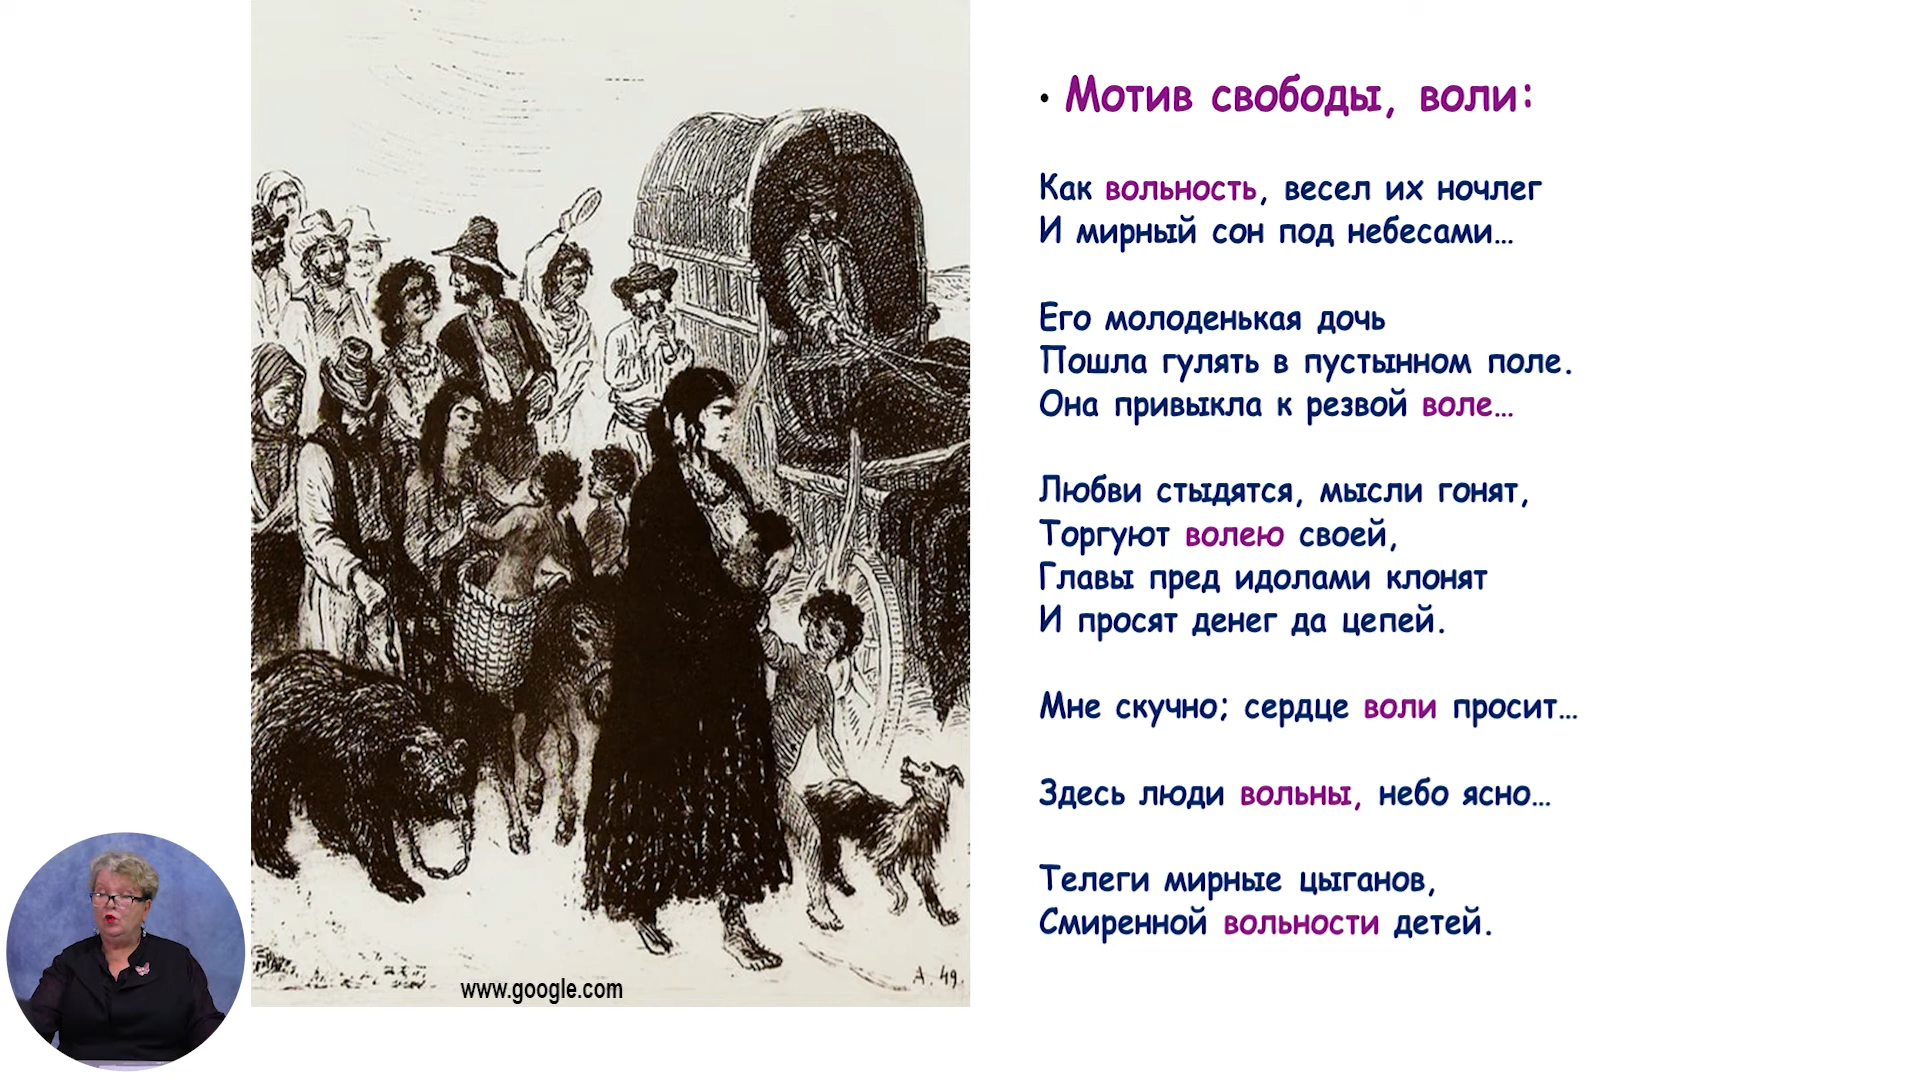 • Мотив свободы, воли:
Как вольность, весел их ночлег
И мирный сон под небесами…
Его молоденькая дочь
Пошла гулять в пустынном поле.
Она привыкла к резвой воле…
Любви стыдятся, мысли гонят,
Торгуют волею своей,
Главы пред идолами клонят
И просят денег да цепей.
Мне скучно; сердце воли просит…
Здесь люди вольны, небо ясно…
Телеги мирные цыганов,
Смиренной вольности детей.
А. 49.
www.google.com